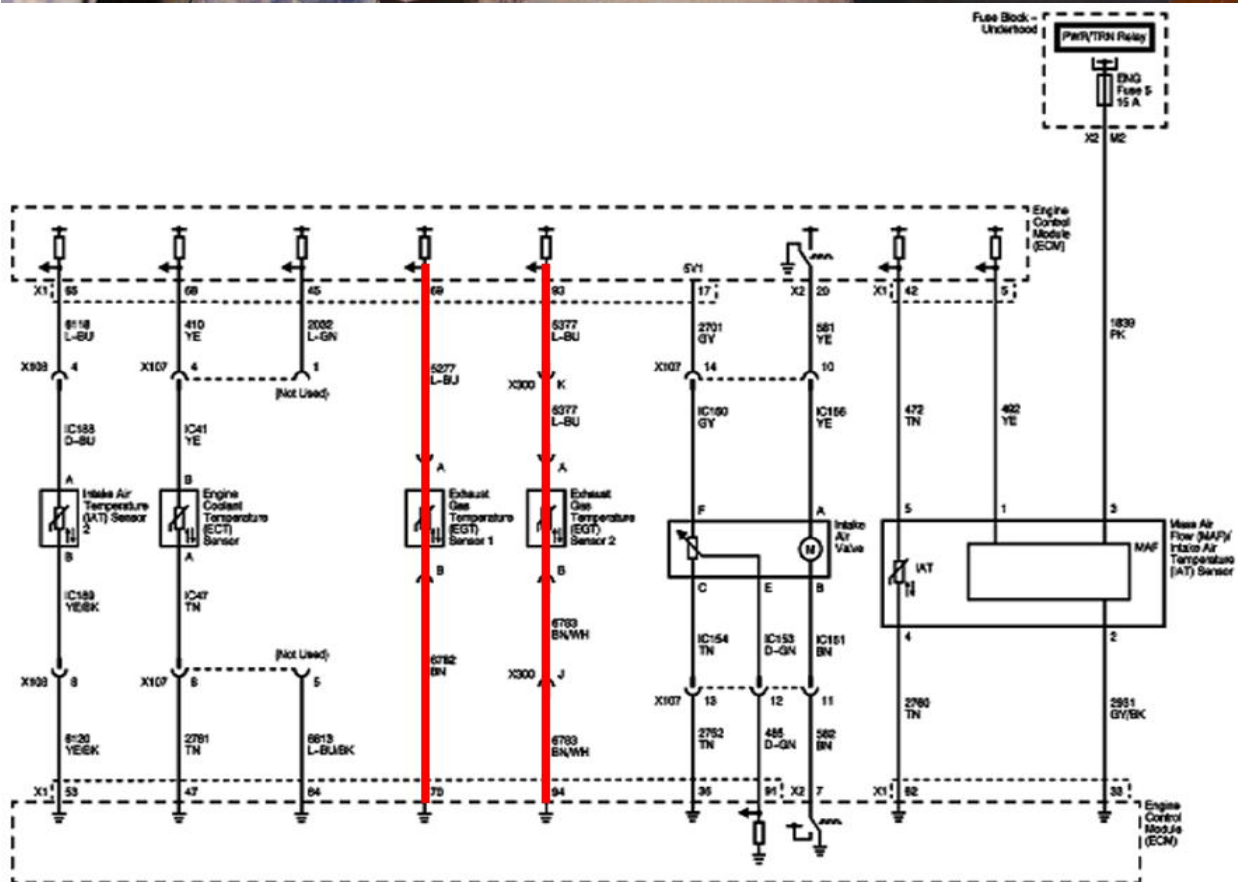 Fuse Block –
Underhood
PWR/TRN Relay
ENG
Fuse 5
15 A
X2 M2
Engine
Control
Module
(ECM)
5V1
X1 65 68 45 69 93 17 X2 20 X1 42 5
6118
L-BU
410
YE
2032
L-GN
5277
L-BU
5377
L-BU
2701
GY
581
YE
1839
PK
X108 4
X107 4
1
(Not Used)
X300 K
X107 14
10
5377
L-BU
IC188
D-BU
IC41
YE
IC160
GY
IC156
YE
472
TN
492
YE
A B A A F A 5 1 3
Intake Air
Temperature
(IAT) Sensor
2
Engine
Coolant
Temperature
(ECT)
Sensor
Exhaust
Gas
Temperature
(EGT)
Sensor 1
Exhaust
Gas
Temperature
(EGT)
Sensor 2
Intake
Air
Valve
M
IAT
MAF
Mass Air
Flow (MAF)/
Intake Air
Temperature
(IAT) Sensor
B A B B C E B 4 2
IC189
YE/BK
IC47
TN
6783
BN/WH
IC154
TN
IC153
D-GN
IC151
BN
(Not Used)
6782
BN
X108 8
X107 6
5
X300 J
X107 13
12
11
6120
YE/BK
2761
TN
6613
L-BU/BK
6783
BN/WH
2762
TN
485
D-GN
582
BN
2760
TN
2931
GY/BK
X1 53 47 64 70 94 36 91 X2 7 X1 62 33
Engine
Control
Module
(ECM)